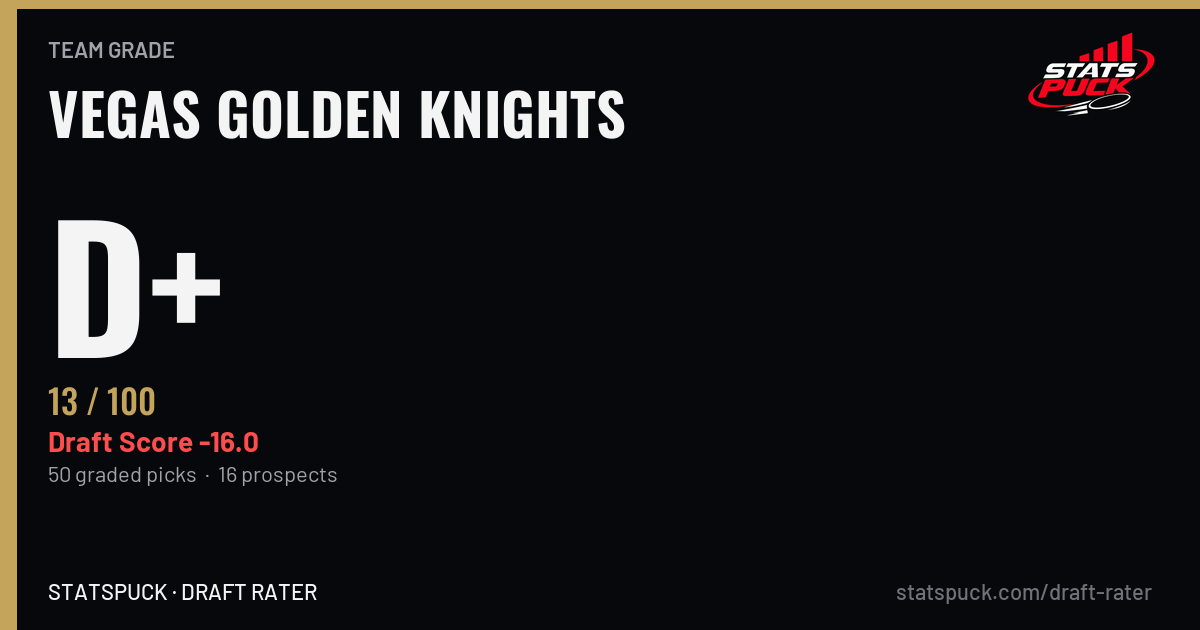 TEAM GRADE
VEGAS GOLDEN KNIGHTS
STATS
PUCK
D+
13 / 100
Draft Score -16.0
50 graded picks · 16 prospects
STATSPUCK · DRAFT RATER
statspuck.com/draft-rater